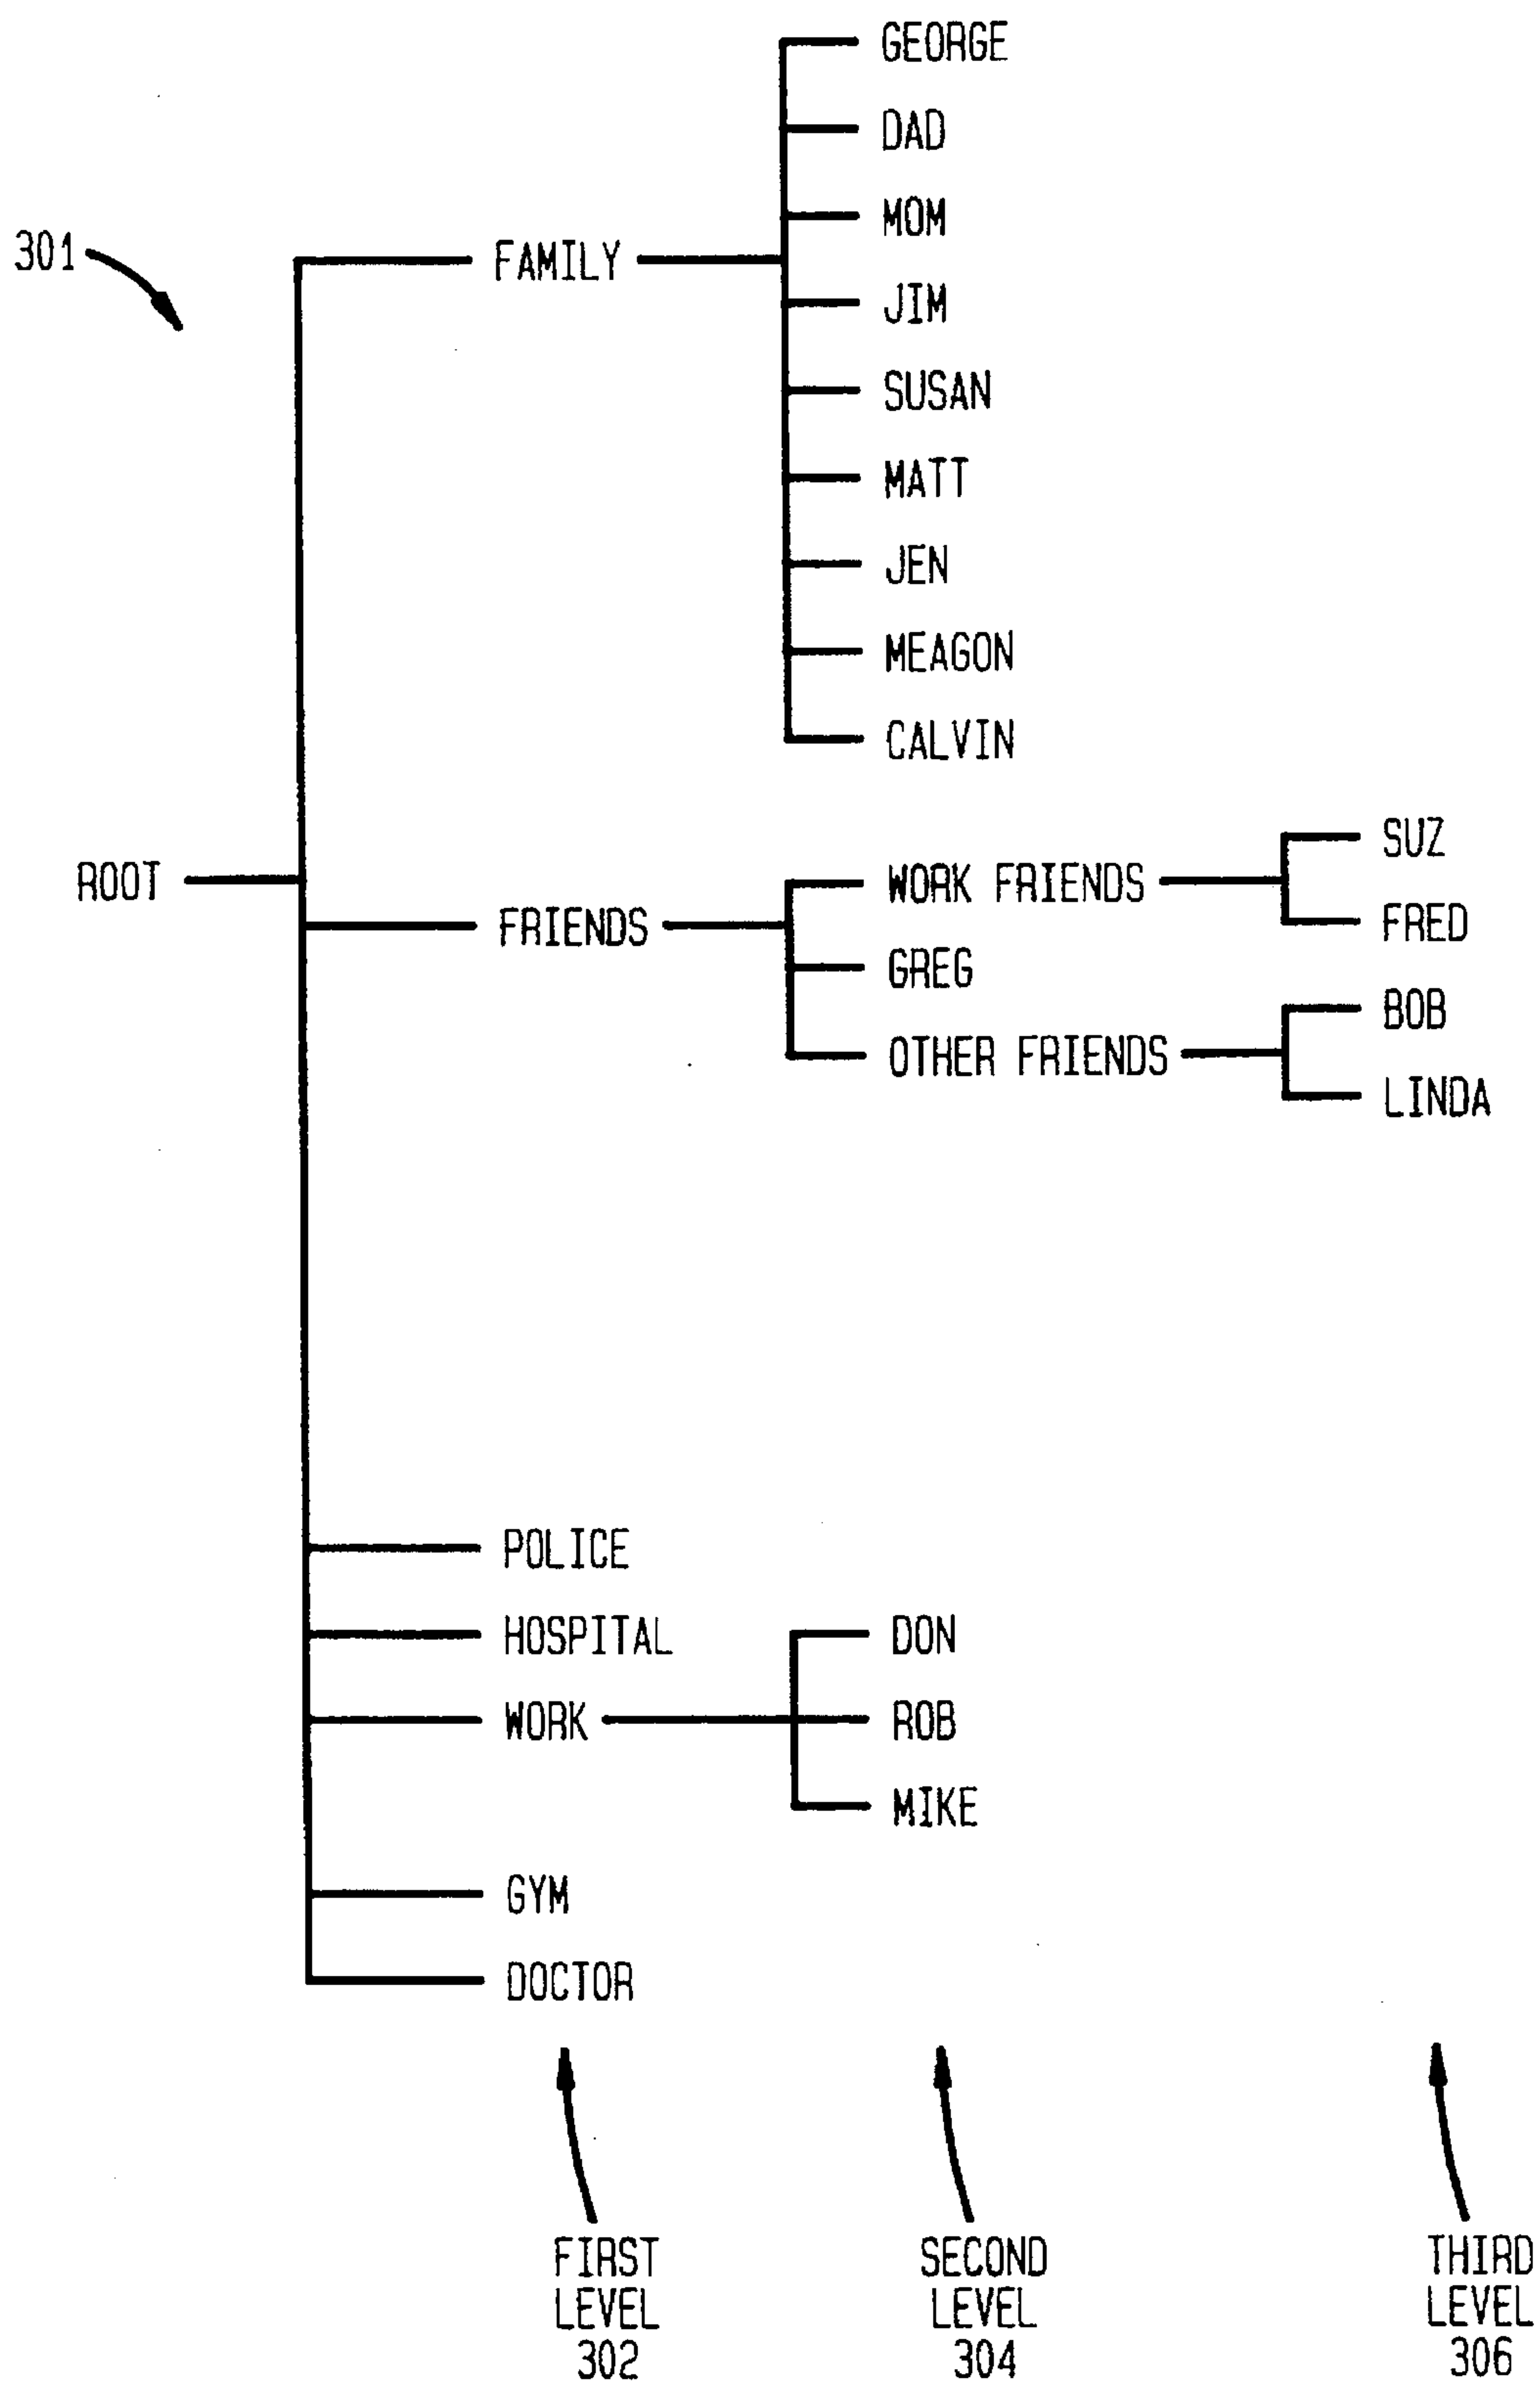 GEORGE
DAD
MOM
301
FAMILY
JIM
SUSAN
MATT
JEN
MEAGON
CALVIN
SUZ
ROOT
WORK FRIENDS
FRIENDS
FRED
GREG
BOB
OTHER FRIENDS
LINDA
POLICE
HOSPITAL
DON
WORK
ROB
MIKE
GYM
DOCTOR
FIRST
LEVEL
302
SECOND
LEVEL
304
THIRD
LEVEL
306